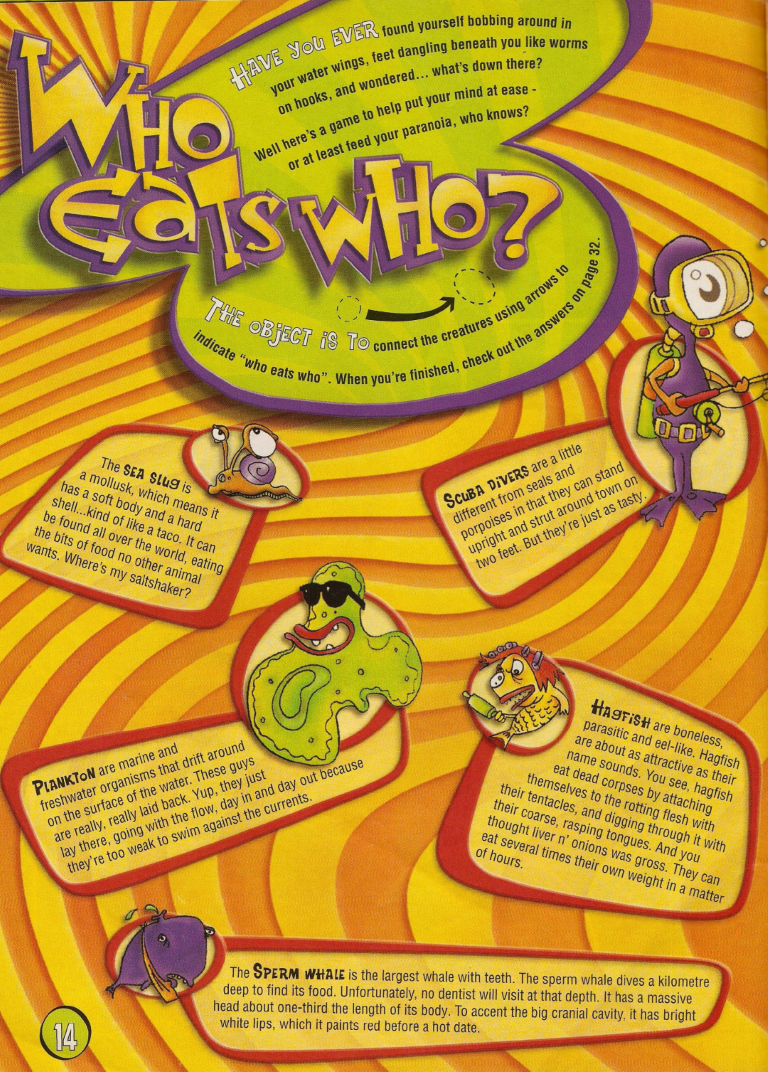 Who
Eats Who?
HAVE YOU EVER found yourself bobbing around in
your water wings, feet dangling beneath you like worms
on hooks, and wondered... what's down there?
Well here's a game to help put your mind at ease -
or at least feed your paranoia, who knows?
THE OBJECT IS TO connect the creatures using arrows to
indicate "who eats who". When you're finished, check out the answers on page 32.
The SEA SLUG is
a mollusk, which means it
has a soft body and a hard
shell...kind of like a taco. It can
be found all over the world, eating
the bits of food no other animal
wants. Where's my saltshaker?
SCUBA DIVERS are a little
different from seals and
porpoises in that they can stand
upright and strut around town on
two feet. But they're just as tasty.
PLANKTON are marine and
freshwater organisms that drift around
on the surface of the water. These guys
are really, really laid back. Yup, they just
lay there, going with the flow, day in and day out because
they're too weak to swim against the currents.
HAGFISH are boneless,
parasitic and eel-like. Hagfish
are about as attractive as their
name sounds. You see, hagfish
eat dead corpses by attaching
themselves to the rotting flesh with
their tentacles, and digging through it with
their coarse, rasping tongues. And you
thought liver n' onions was gross. They can
eat several times their own weight in a matter
of hours.
The SPERM WHALE is the largest whale with teeth. The sperm whale dives a kilometre
deep to find its food. Unfortunately, no dentist will visit at that depth. It has a massive
head about one-third the length of its body. To accent the big cranial cavity, it has bright
white lips, which it paints red before a hot date.
14